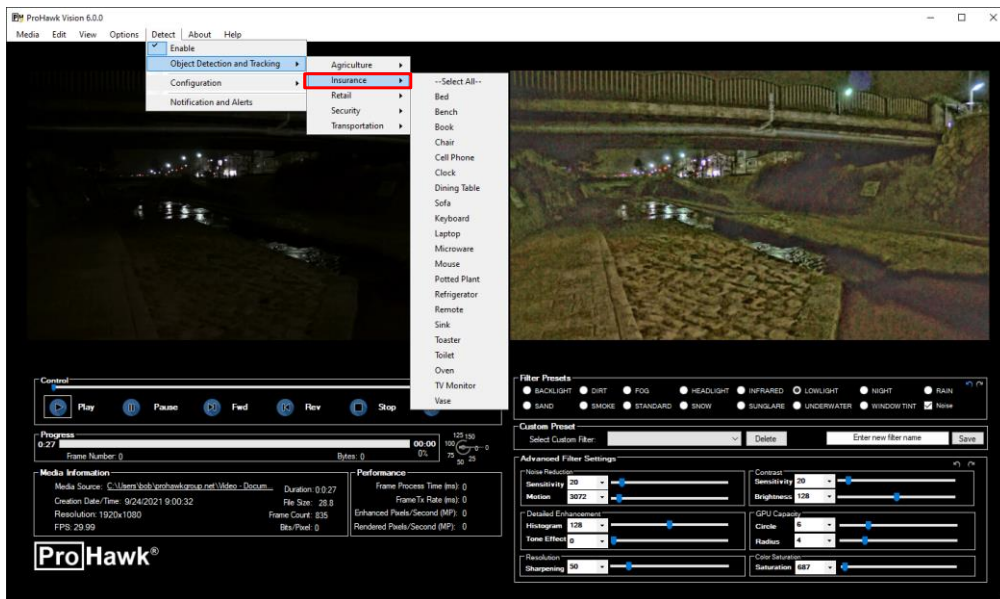 ProHawk Vision 6.0.0
Media Edit View Options Detect About Help
Enable
Object Detection and Tracking
Configuration
Notification and Alerts
Agriculture
Insurance
Retail
Security
Transportation
--Select All--
Bed
Bench
Book
Chair
Cell Phone
Clock
Dining Table
Sofa
Keyboard
Laptop
Microware
Mouse
Potted Plant
Refrigerator
Remote
Sink
Toaster
Toilet
Oven
TV Monitor
Vase
Control
Play Pause Fwd Rev Stop
Progress
0:27 00:00
Frame Number: 0 Bytes: 0 0%
125 150
100 0
75 50 25
Media Information
Media Source: C:\Users\bob\prohawkgroup.net\Video - Docum... Duration: 0:0:27
Creation Date/Time: 9/24/2021 9:00:32 File Size: 28.8
Resolution: 1920x1080 Frame Count: 835
FPS: 29.99 Bits/Pixel: 0
Performance
Frame Process Time (ms): 0
Frame Tx Rate (ms): 0
Enhanced Pixels/Second (MP): 0
Rendered Pixels/Second (MP): 0
ProHawk®
Filter Presets
BACKLIGHT DIRT FOG HEADLIGHT INFRARED LOWLIGHT NIGHT RAIN
SAND SMOKE STANDARD SNOW SUNGLARE UNDERWATER WINDOW TINT Noise
Custom Preset
Select Custom Filter: Delete Enter new filter name Save
Advanced Filter Settings
Noise Reduction
Sensitivity 20
Motion 3072
Contrast
Sensitivity 20
Brightness 128
Detailed Enhancement
Histogram 128
Tone Effect 0
GPU Capacity
Circle 6
Radius 4
Resolution
Sharpening 50
Color Saturation
Saturation 687